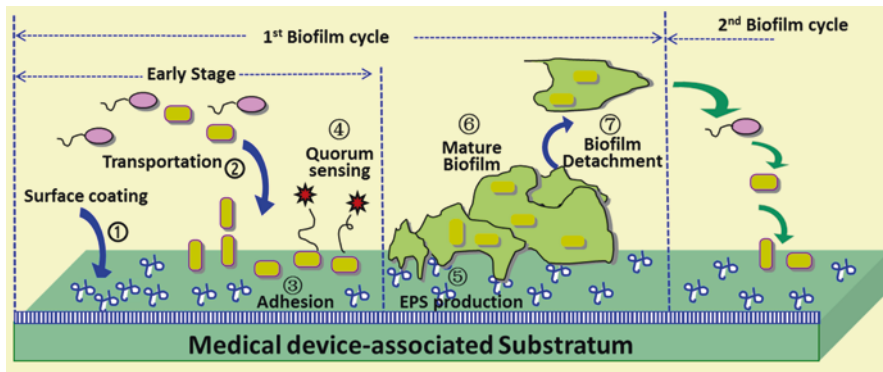 1st Biofilm cycle
2nd Biofilm cycle
Early Stage
Transportation ②
④
Quorum
sensing
⑥
Mature
Biofilm
⑦
Biofilm
Detachment
Surface coating
①
③
Adhesion
⑤
EPS production
Medical device-associated Substratum